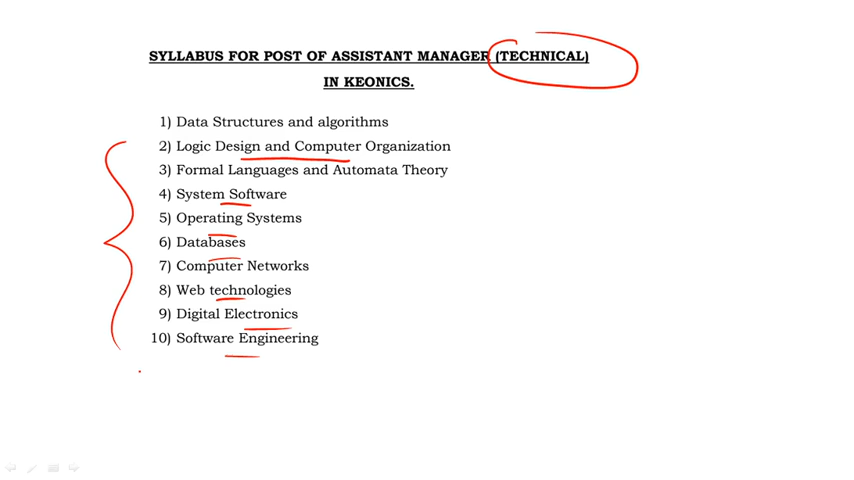 SYLLABUS FOR POST OF ASSISTANT MANAGER (TECHNICAL)
IN KEONICS.
1) Data Structures and algorithms
2) Logic Design and Computer Organization
3) Formal Languages and Automata Theory
4) System Software
5) Operating Systems
6) Databases
7) Computer Networks
8) Web technologies
9) Digital Electronics
10) Software Engineering